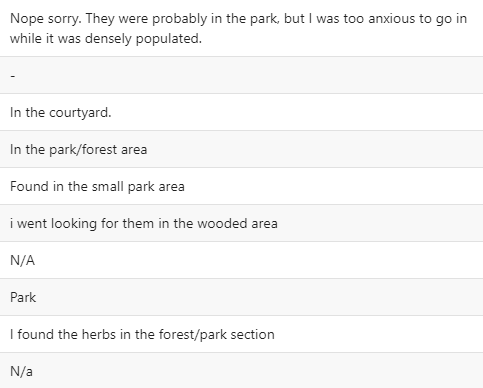 Nope sorry. They were probably in the park, but I was too anxious to go in
while it was densely populated.
-
In the courtyard.
In the park/forest area
Found in the small park area
i went looking for them in the wooded area
N/A
Park
I found the herbs in the forest/park section
N/a